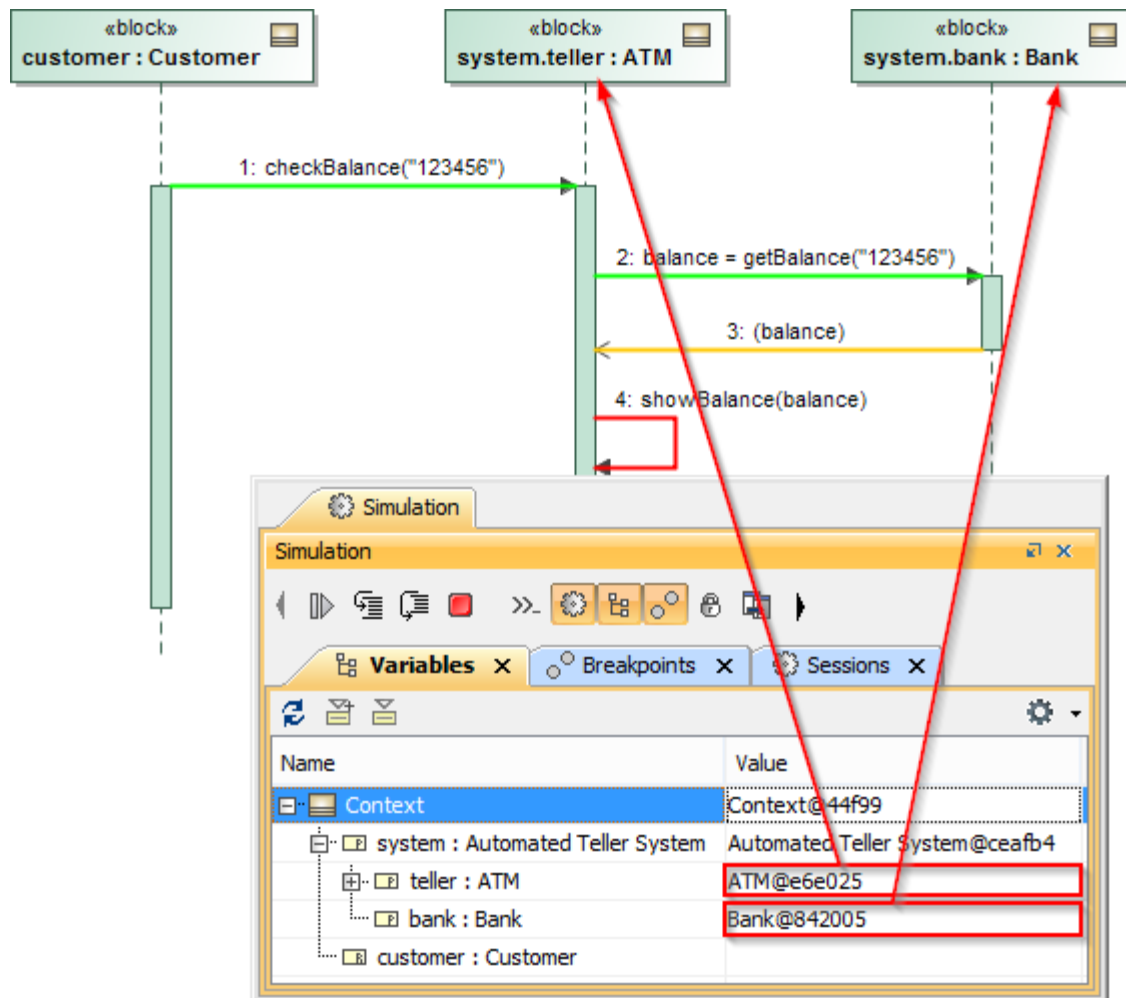 «block»
customer : Customer
«block»
system.teller : ATM
«block»
system.bank : Bank
1: checkBalance("123456")
2: balance = getBalance("123456")
3: (balance)
4: showBalance(balance)
Simulation
Simulation
Variables
Breakpoints
Sessions
Name Value
Context Context@44f99
system : Automated Teller System Automated Teller System@ceafb4
teller : ATM ATM@e6e025
bank : Bank Bank@842005
customer : Customer